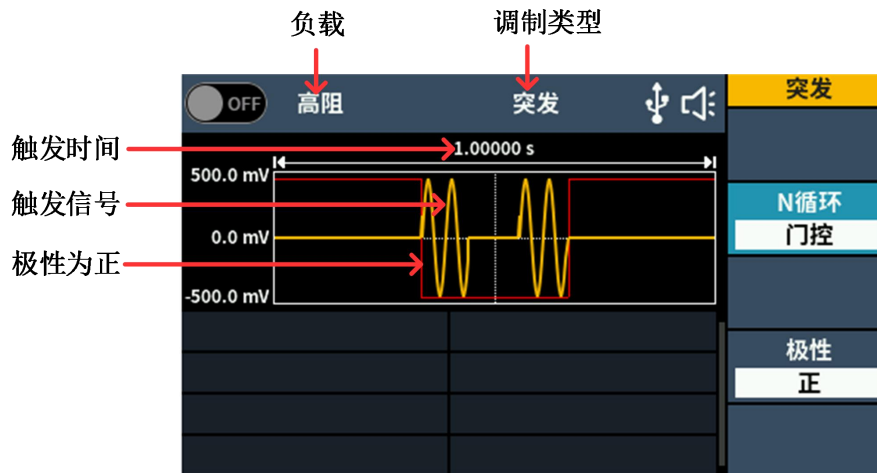 负载
调制类型
OFF
高阻
突发
突发
触发时间
1.00000 s
500.0 mV
触发信号
N循环
门控
0.0 mV
极性为正
-500.0 mV
极性
正